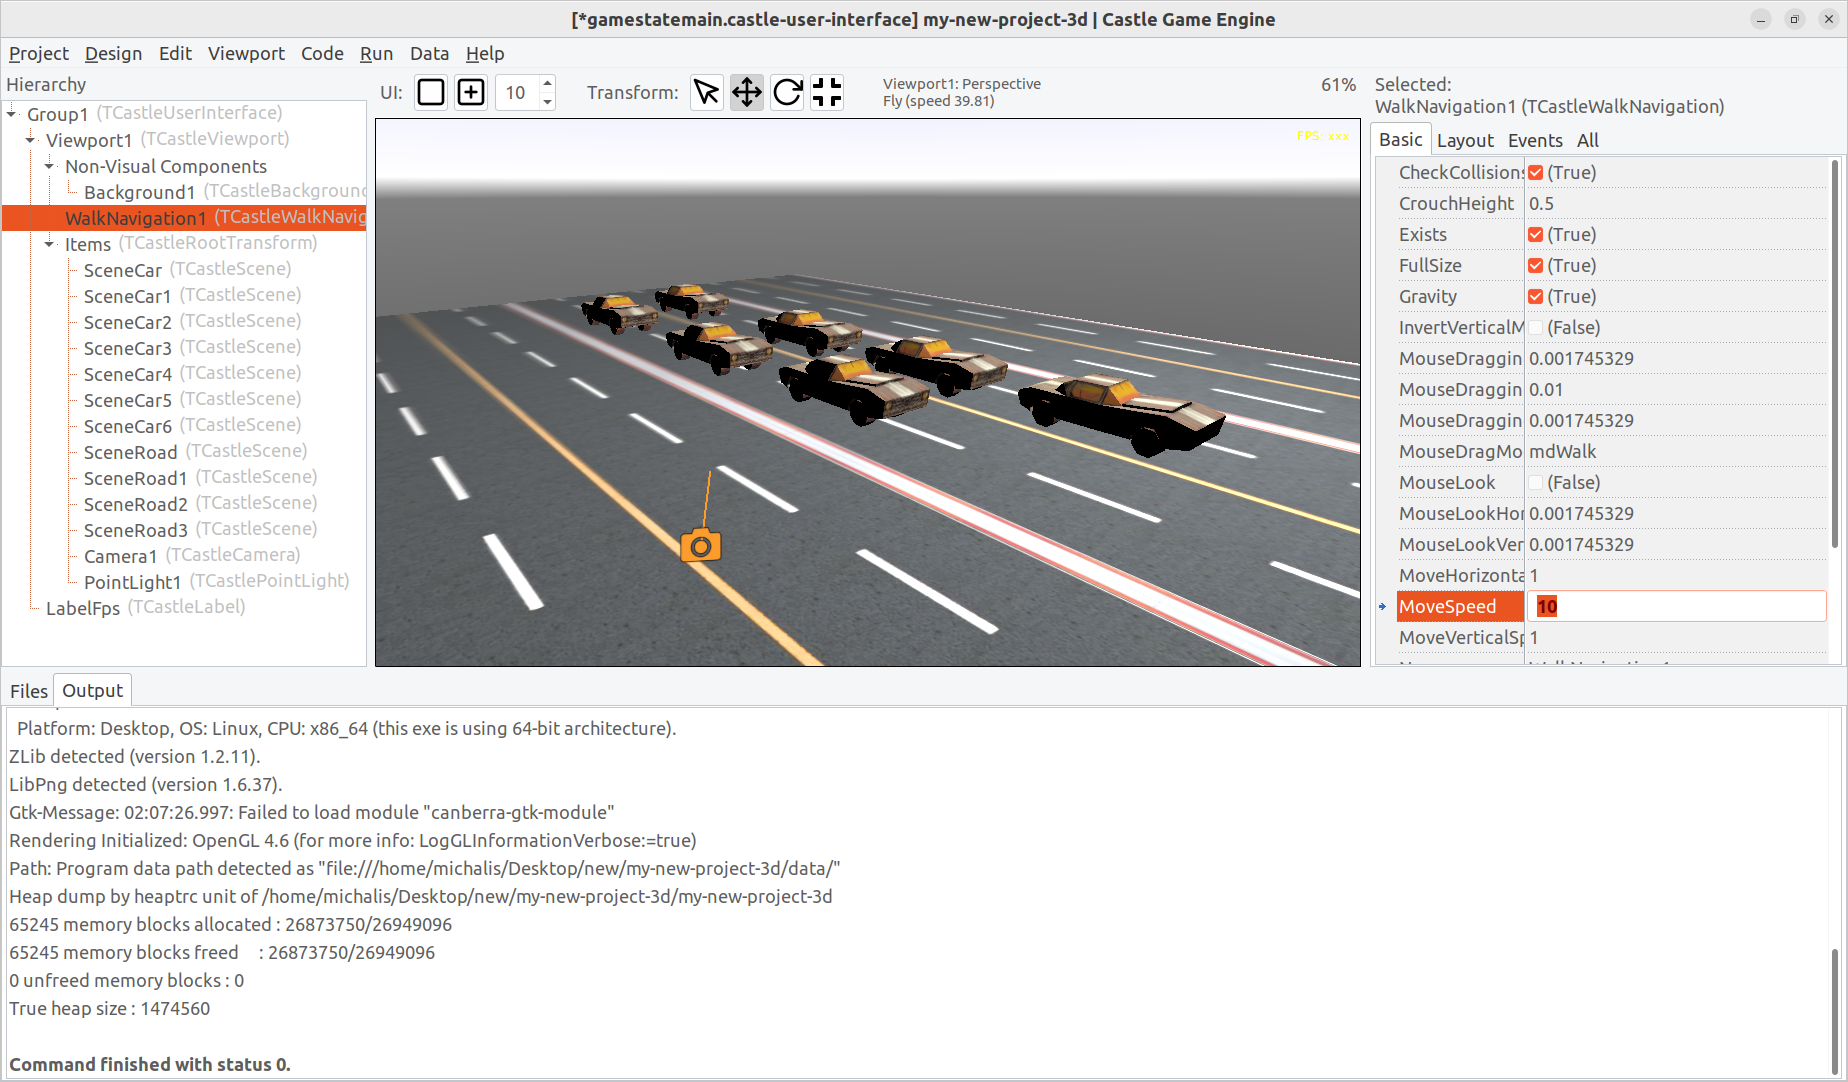 [*gamestatemain.castle-user-interface] my-new-project-3d | Castle Game Engine
Project Design Edit Viewport Code Run Data Help
Hierarchy
Group1 (TCastleUserInterface)
Viewport1 (TCastleViewport)
Non-Visual Components
Background1 (TCastleBackground
WalkNavigation1 (TCastleWalkNavig
Items (TCastleRootTransform)
SceneCar (TCastleScene)
SceneCar1 (TCastleScene)
SceneCar2 (TCastleScene)
SceneCar3 (TCastleScene)
SceneCar4 (TCastleScene)
SceneCar5 (TCastleScene)
SceneCar6 (TCastleScene)
SceneRoad (TCastleScene)
SceneRoad1 (TCastleScene)
SceneRoad2 (TCastleScene)
SceneRoad3 (TCastleScene)
Camera1 (TCastleCamera)
PointLight1 (TCastlePointLight)
LabelFps (TCastleLabel)
UI: 10 Transform:
Viewport1: Perspective
Fly (speed 39.81)
61%
FPS: xxx
Selected:
WalkNavigation1 (TCastleWalkNavigation)
Basic Layout Events All
CheckCollisions (True)
CrouchHeight 0.5
Exists (True)
FullSize (True)
Gravity (True)
InvertVerticalM (False)
MouseDraggin 0.001745329
MouseDraggin 0.01
MouseDraggin 0.001745329
MouseDragMo mdWalk
MouseLook (False)
MouseLookHor 0.001745329
MouseLookVer 0.001745329
MoveHorizonta 1
MoveSpeed 10
MoveVerticalSp 1
Files Output
Platform: Desktop, OS: Linux, CPU: x86_64 (this exe is using 64-bit architecture).
ZLib detected (version 1.2.11).
LibPng detected (version 1.6.37).
Gtk-Message: 02:07:26.997: Failed to load module "canberra-gtk-module"
Rendering Initialized: OpenGL 4.6 (for more info: LogGLInformationVerbose:=true)
Path: Program data path detected as "file:///home/michalis/Desktop/new/my-new-project-3d/data/"
Heap dump by heaptrc unit of /home/michalis/Desktop/new/my-new-project-3d/my-new-project-3d
65245 memory blocks allocated : 26873750/26949096
65245 memory blocks freed : 26873750/26949096
0 unfreed memory blocks : 0
True heap size : 1474560
Command finished with status 0.